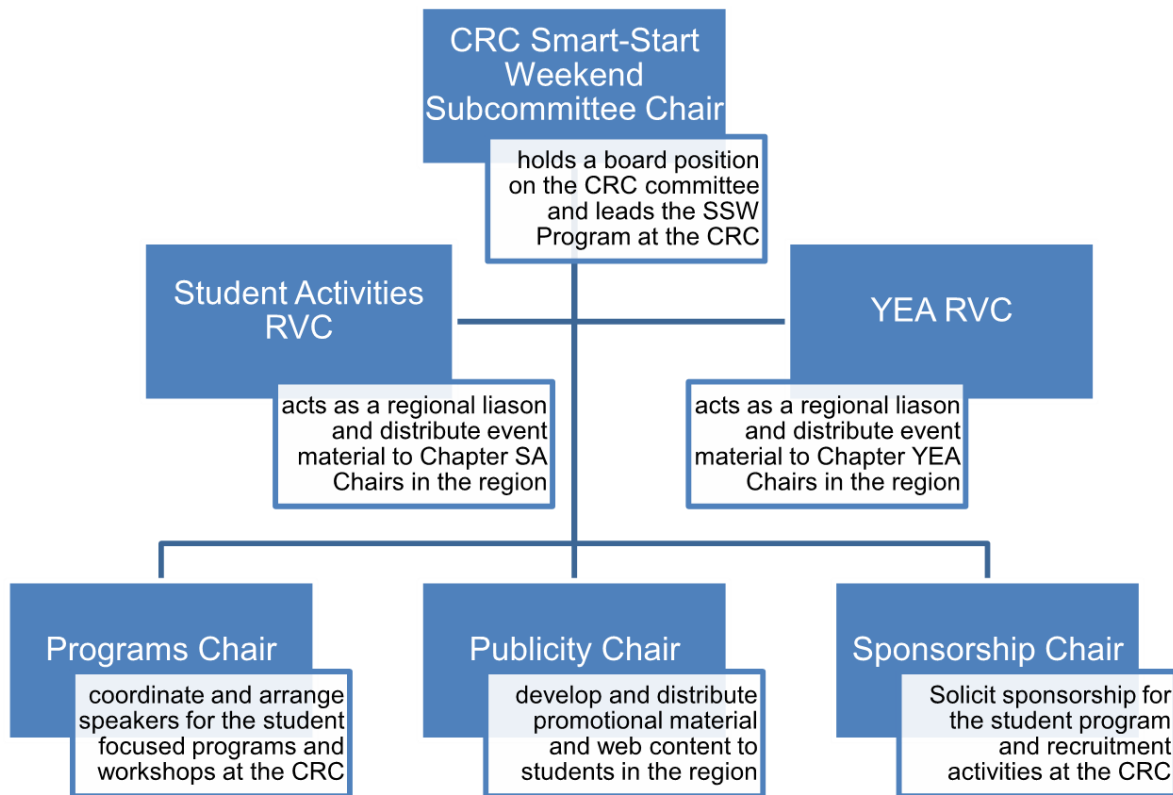 CRC Smart-Start
Weekend
Subcommittee Chair
holds a board position
on the CRC committee
and leads the SSW
Program at the CRC
Student Activities
RVC
acts as a regional liason
and distribute event
material to Chapter SA
Chairs in the region
YEA RVC
acts as a regional liason
and distribute event
material to Chapter YEA
Chairs in the region
Programs Chair
coordinate and arrange
speakers for the student
focused programs and
workshops at the CRC
Publicity Chair
develop and distribute
promotional material
and web content to
students in the region
Sponsorship Chair
Solicit sponsorship for
the student program
and recruitment
activities at the CRC